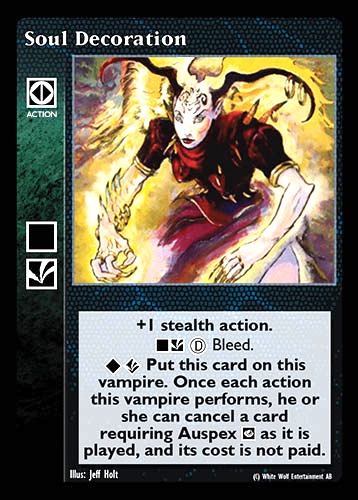 Soul Decoration
ACTION
+1 stealth action.
D Bleed.
Put this card on this
vampire. Once each action
this vampire performs, he or
she can cancel a card
requiring Auspex as it is
played, and its cost is not paid.
Illus: Jeff Holt
(C) White Wolf Entertainment AB